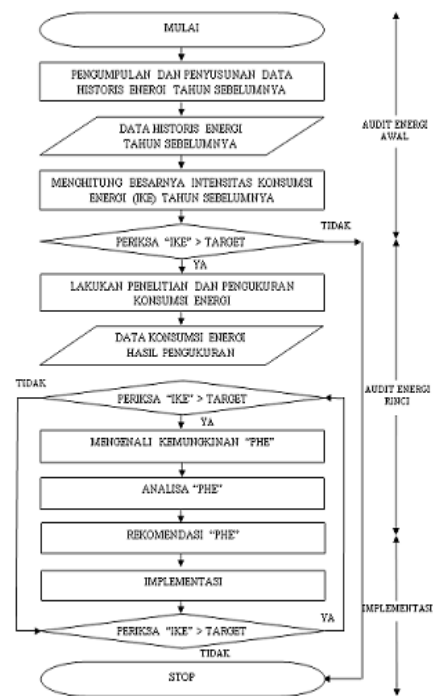 MULAI
PENGUMPULAN DAN PENYUSUNAN DATA
HISTORIS ENERGI TAHUN SEBELUMNYA
DATA HISTORIS ENERGI
TAHUN SEBELUMNYA
AUDIT ENERGI
AWAL
MENGHITUNG BESARNYA INTENSITAS KONSUMSI
ENERGI (IKE) TAHUN SEBELUMNYA
TIDAK
PERIKSA "IKE" > TARGET
YA
LAKUKAN PENELITIAN DAN PENGUKURAN
KONSUMSI ENERGI
DATA KONSUMSI ENERGI
HASIL PENGUKURAN
TIDAK
PERIKSA "IKE" > TARGET
AUDIT ENERGI
RINCI
YA
MENGENALI KEMUNGKINAN "PHE"
ANALISA "PHE"
REKOMENDASI "PHE"
IMPLEMENTASI
IMPLEMENTASI
YA
PERIKSA "IKE" > TARGET
TIDAK
STOP